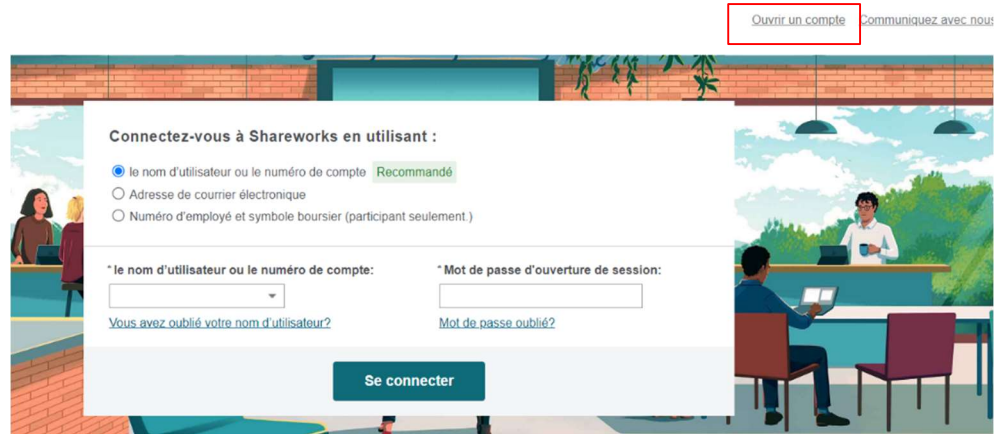 Ouvrir un compte Communiquez avec nous
Connectez-vous à Shareworks en utilisant :
le nom d'utilisateur ou le numéro de compte Recommandé
Adresse de courrier électronique
Numéro d'employé et symbole boursier (participant seulement.)
*le nom d'utilisateur ou le numéro de compte: *Mot de passe d'ouverture de session:
Vous avez oublié votre nom d'utilisateur? Mot de passe oublié?
Se connecter